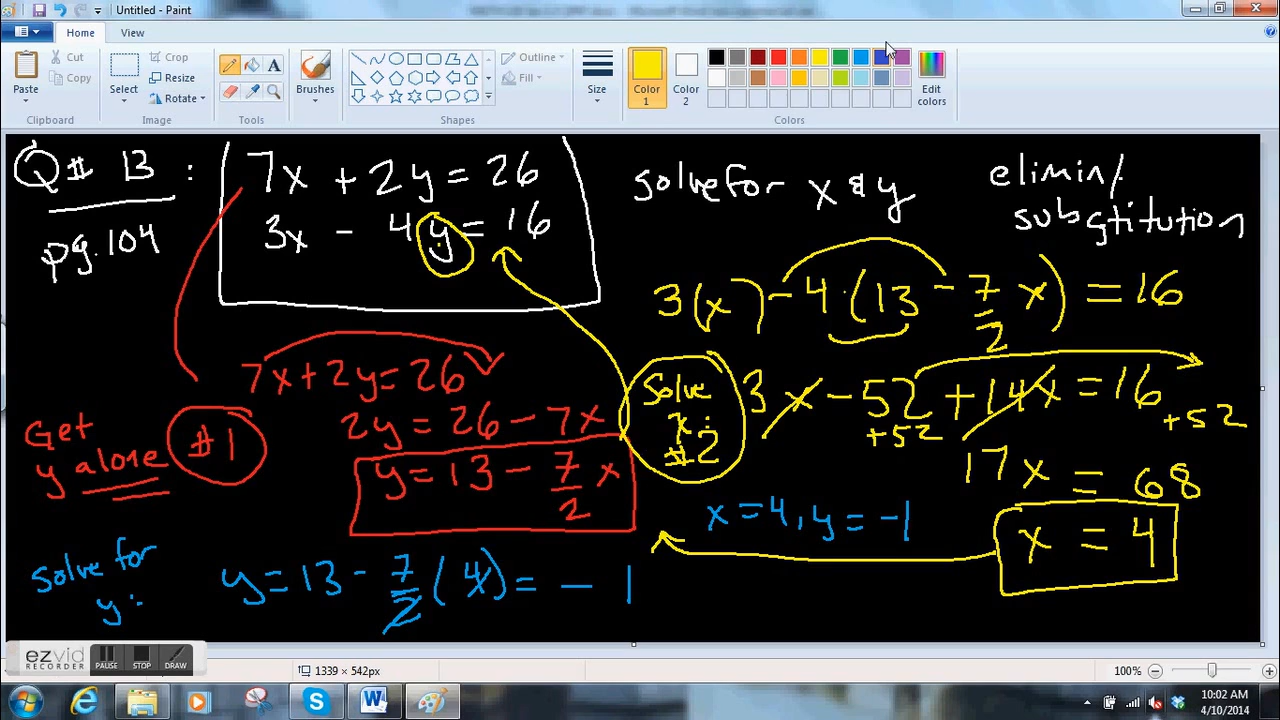 Untitled - Paint
Home View
Cut
Copy
Paste
Crop
Resize
Rotate
Select
Brushes
Outline
Fill
Size
Color 1
Color 2
Edit colors
Clipboard Image Tools Shapes Colors
Q# 13 :
pg.104
7x + 2y = 26
3x - 4y = 16
solve for x & y
elimin/
substitution
3(x) - 4·(13 - 7/2 x) = 16
3x - 52 + 14x = 16
+52 +52
17x = 68
x = 4
Solve x: #2
7x+2y=26
2y = 26 - 7x
y = 13 - 7/2 x
Get
y alone
#1
x = 4, y = -1
Solve for
y:
y = 13 - 7/2 (4) = - 1
ezvid
RECORDER
PAUSE STOP DRAW
1339 × 542px
100%
10:02 AM
4/10/2014